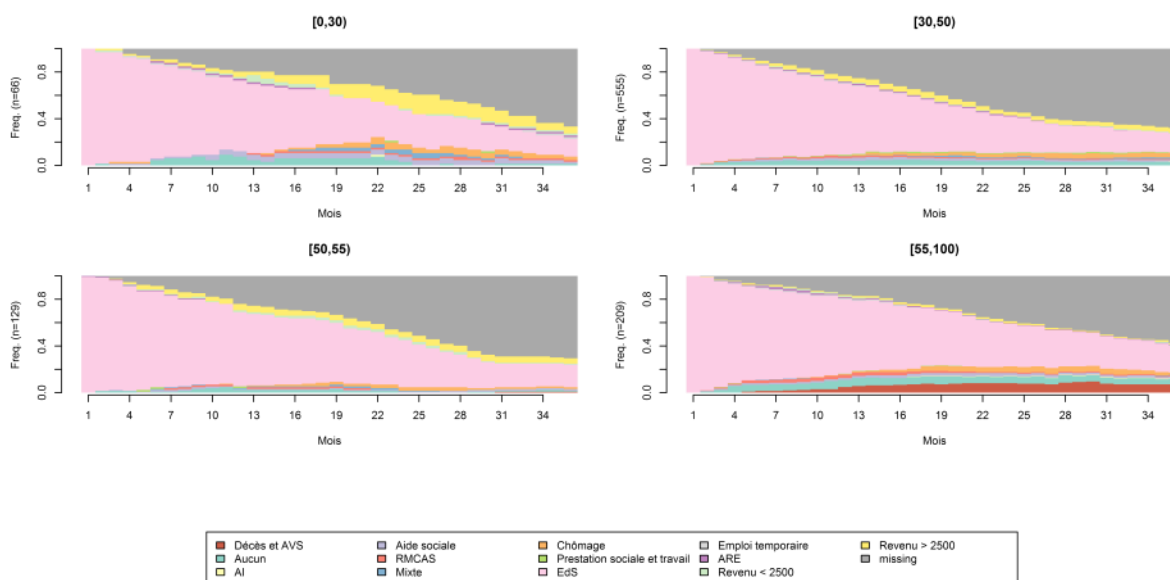 [0,30)
[30,50)
Freq. (n=66)
0.0 0.4 0.8
1 4 7 10 13 16 19 22 25 28 31 34
Mois
Freq. (n=555)
0.0 0.4 0.8
1 4 7 10 13 16 19 22 25 28 31 34
Mois
[50,55)
[55,100)
Freq. (n=129)
0.0 0.4 0.8
1 4 7 10 13 16 19 22 25 28 31 34
Mois
Freq. (n=209)
0.0 0.4 0.8
1 4 7 10 13 16 19 22 25 28 31 34
Mois
Décès et AVS Aide sociale Chômage Emploi temporaire Revenu > 2500
Aucun RMCAS Prestation sociale et travail ARE missing
AI Mixte EdS Revenu < 2500